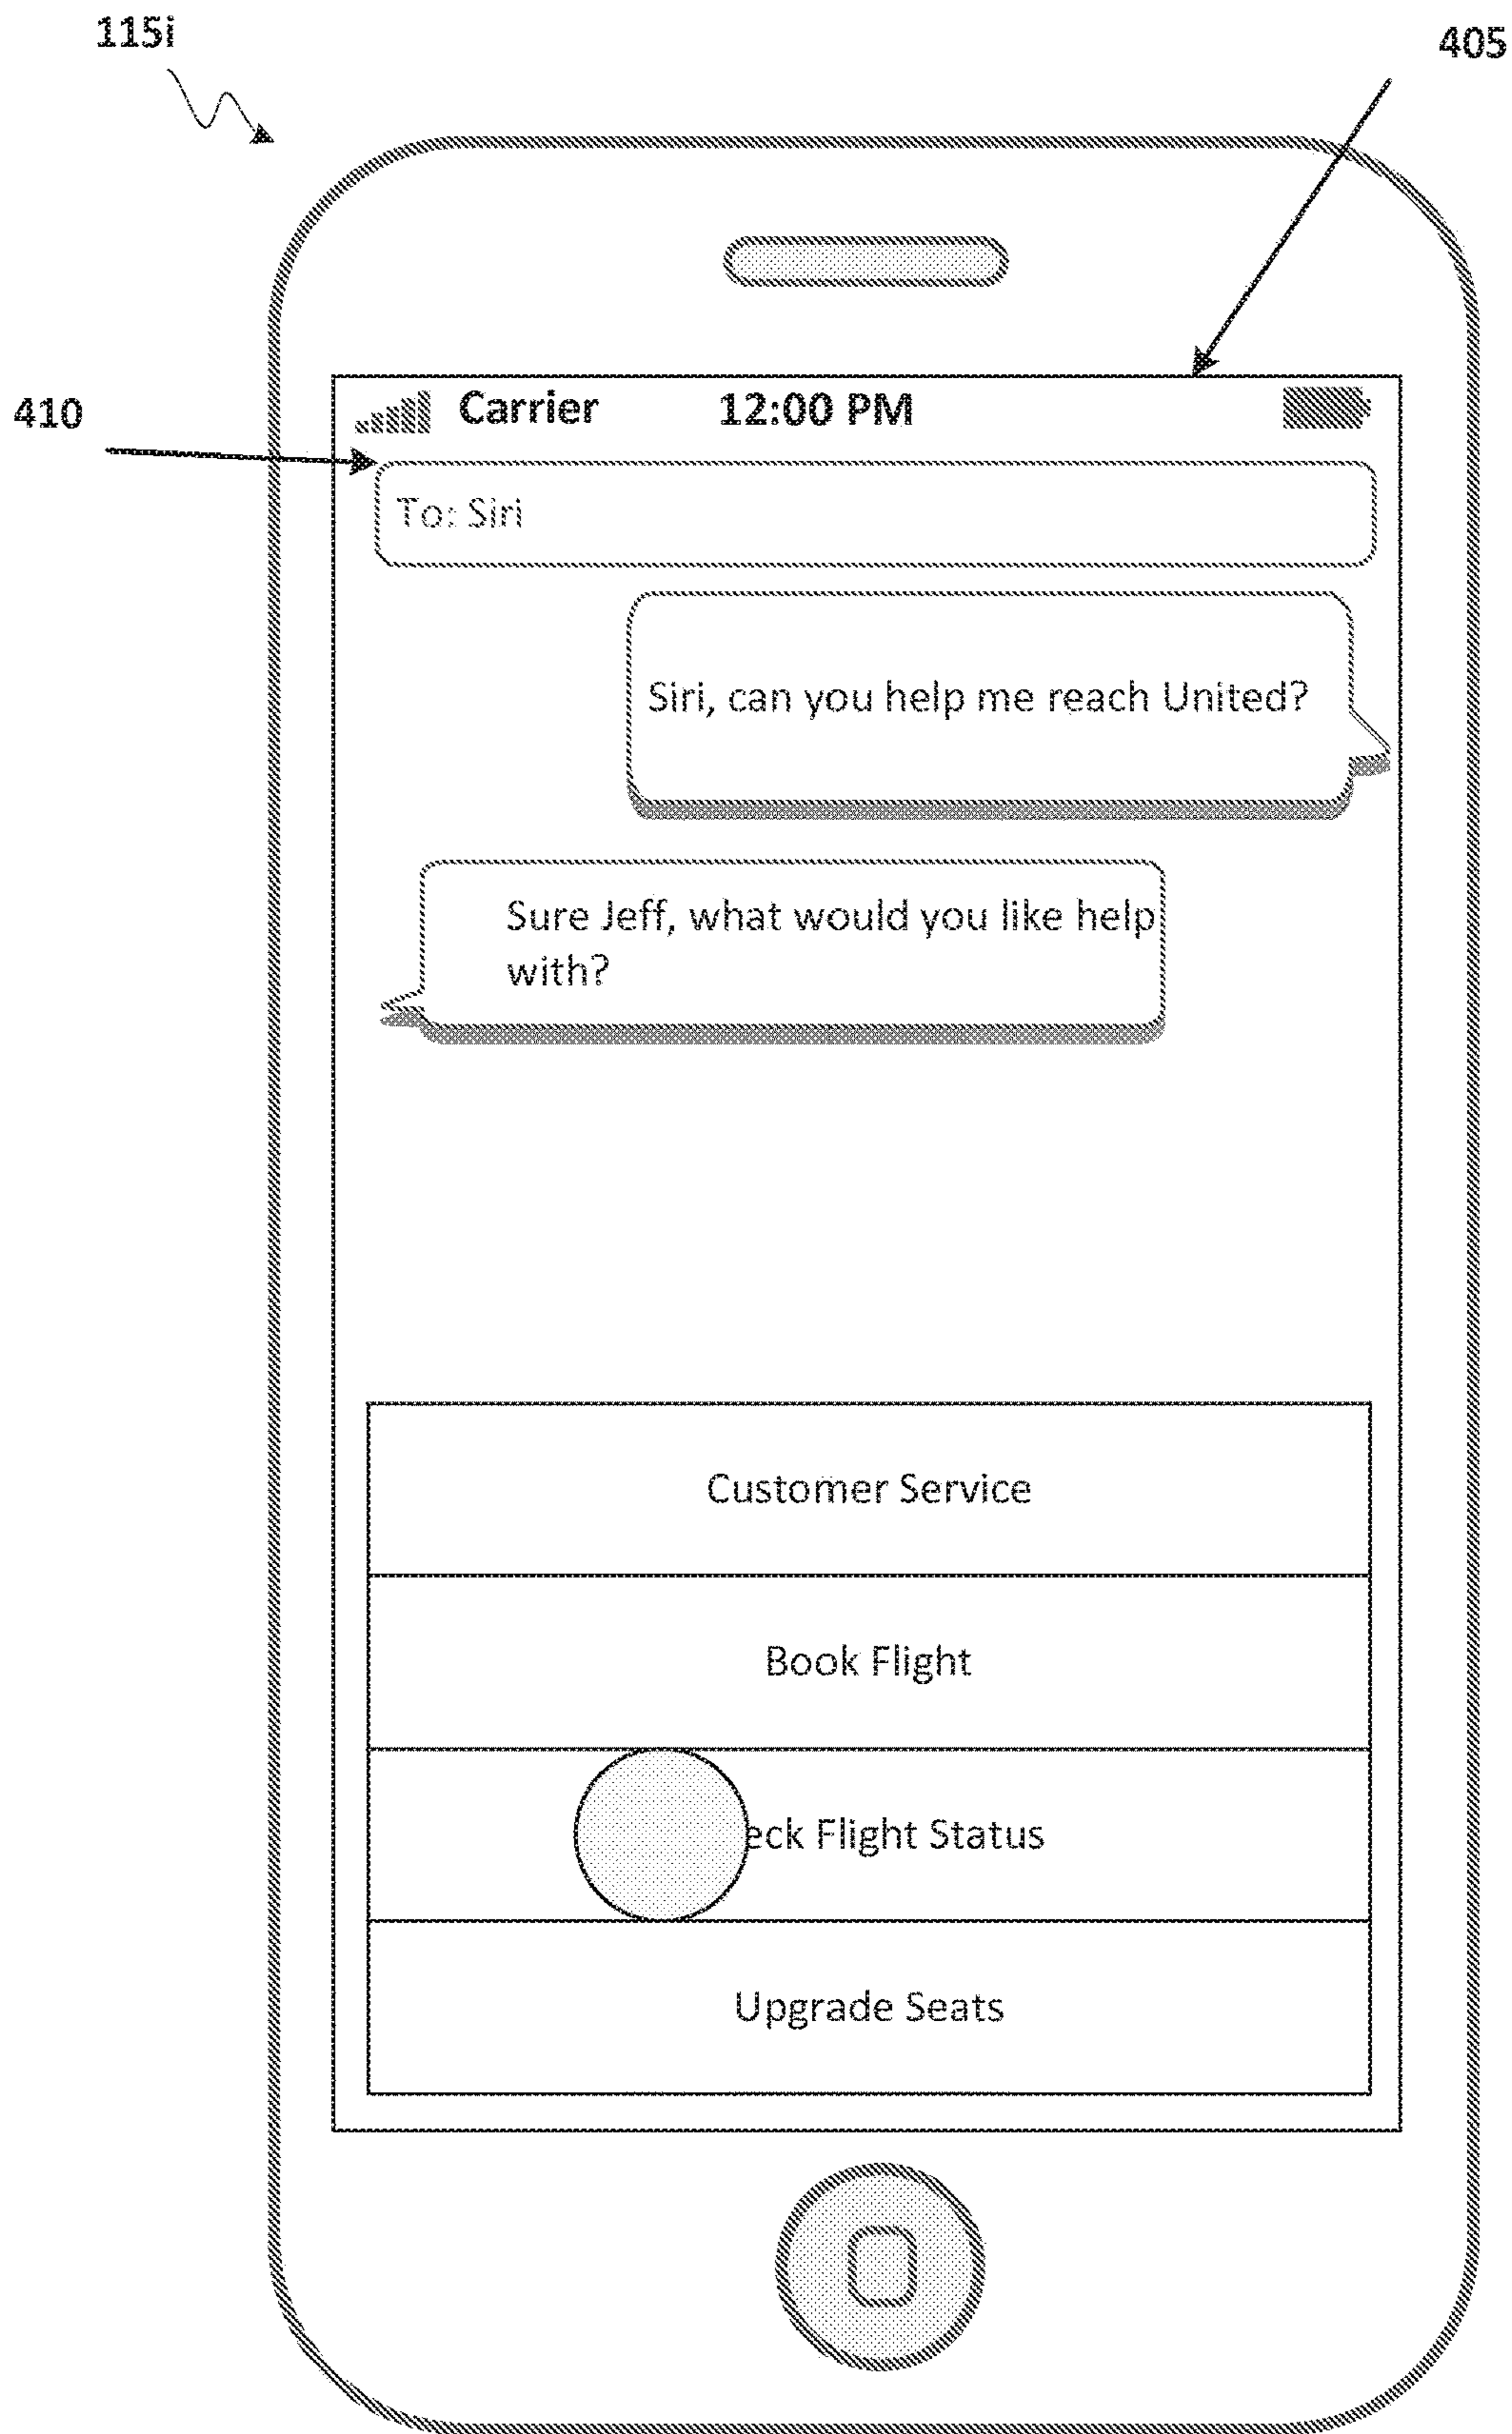 115i
405
410
Carrier 12:00 PM
To: Siri
Siri, can you help me reach United?
Sure Jeff, what would you like help
with?
Customer Service
Book Flight
eck Flight Status
Upgrade Seats